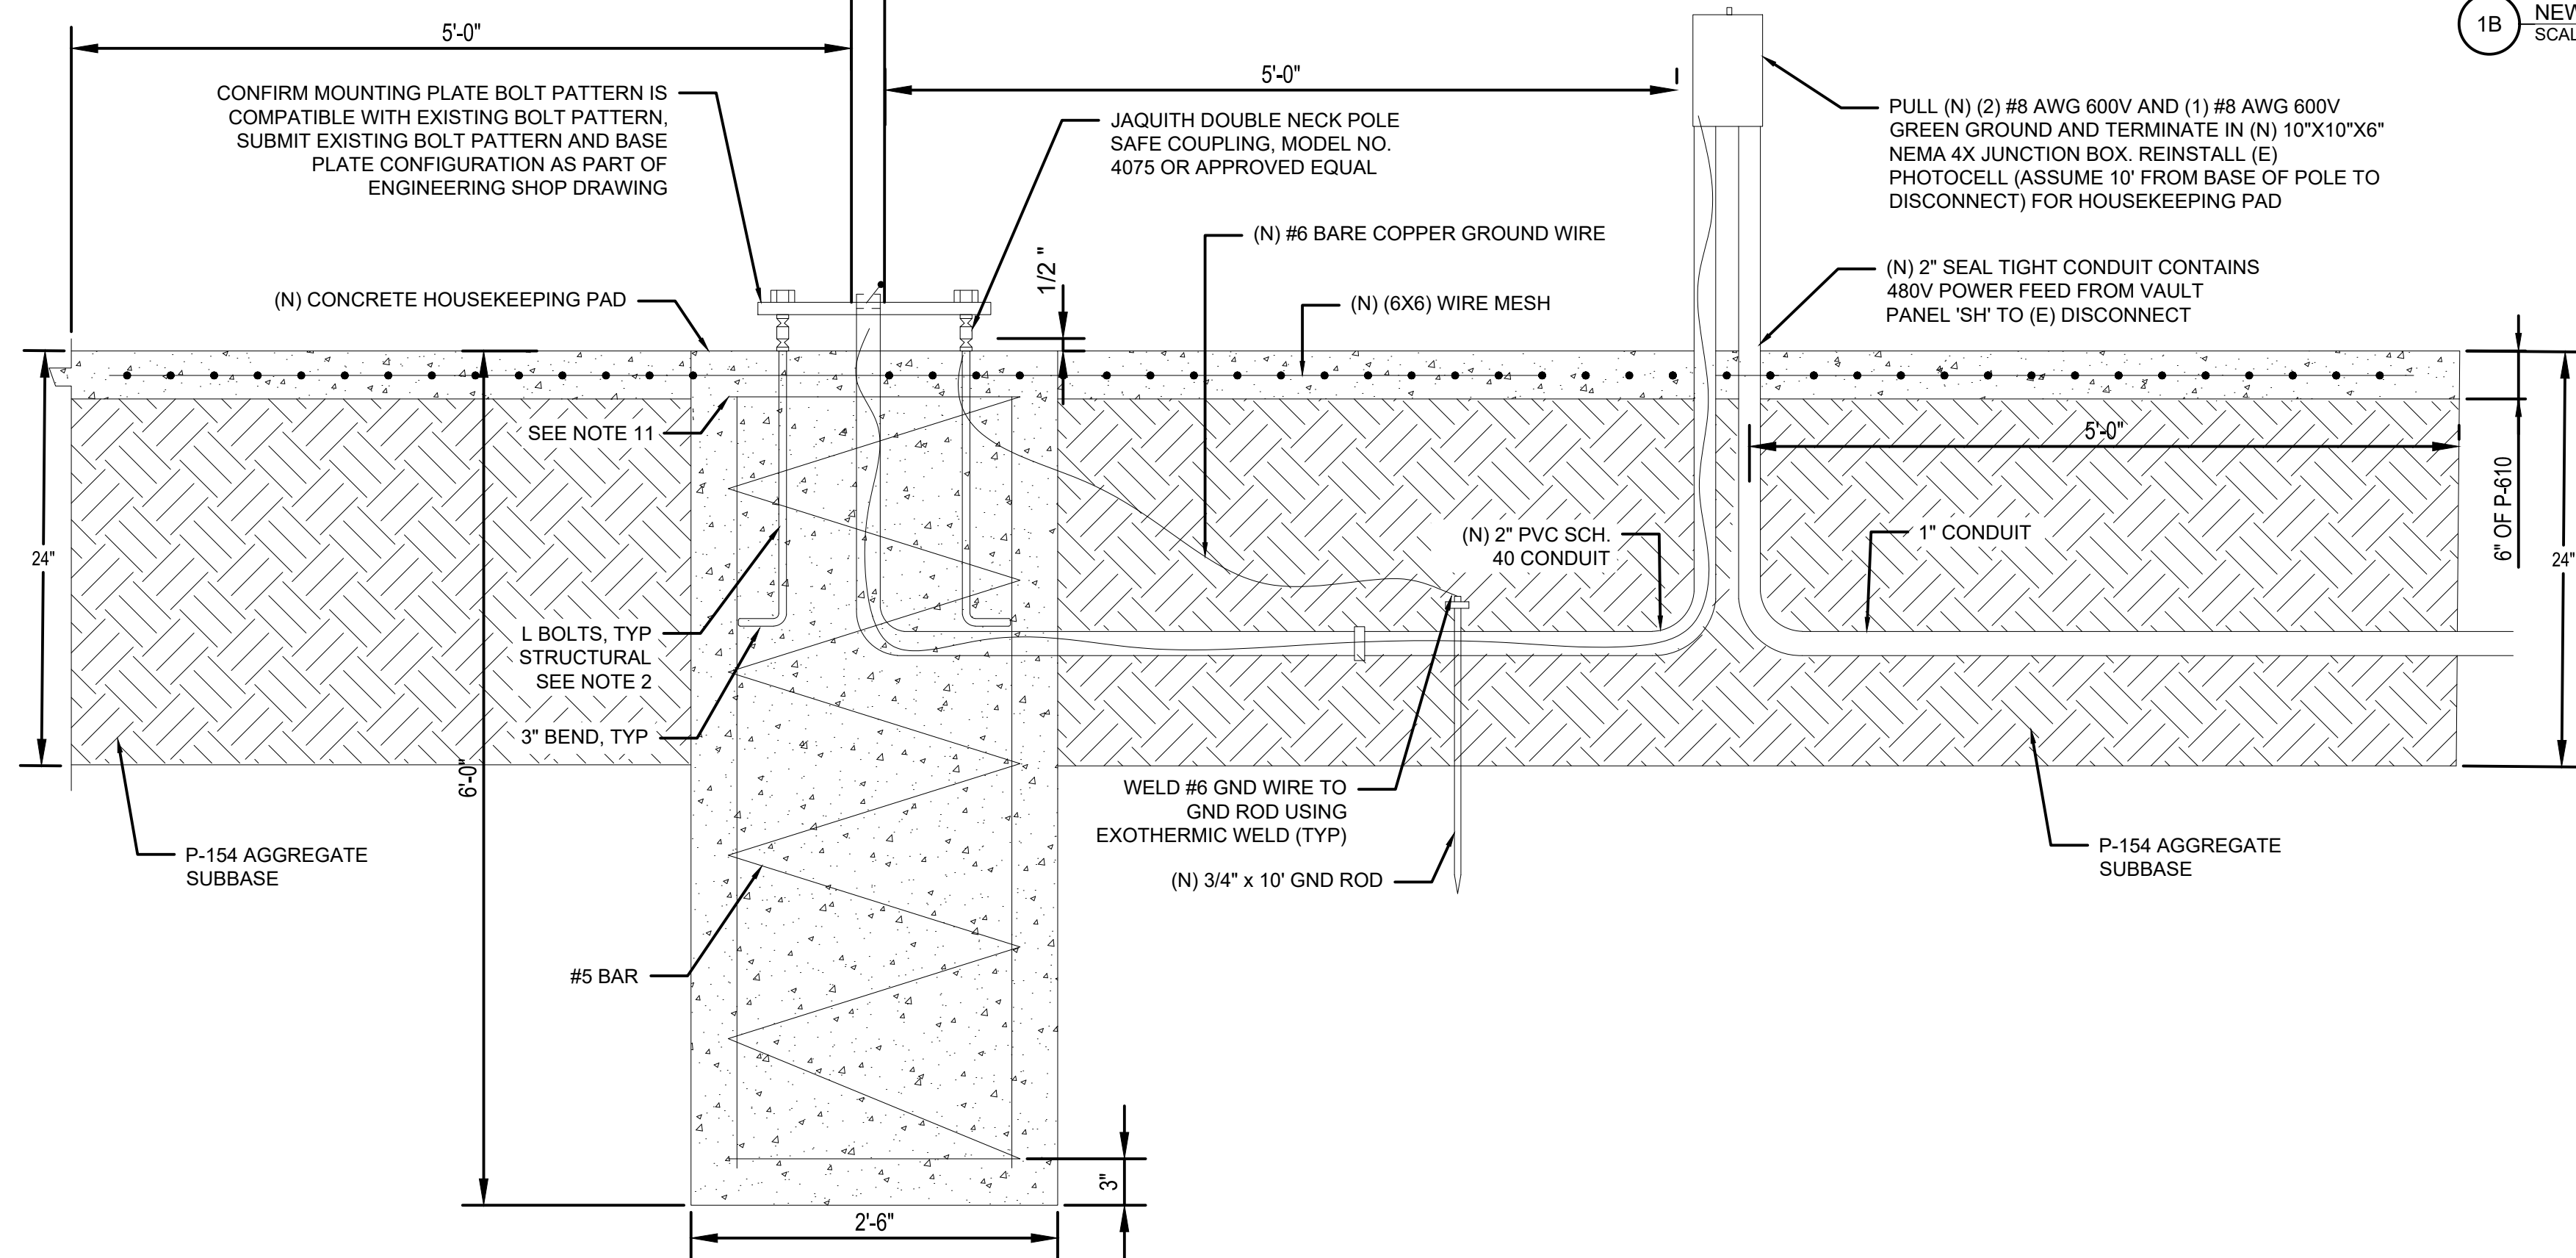 5'-0"
1B
NEW
SCAL
5'-0"
CONFIRM MOUNTING PLATE BOLT PATTERN IS
COMPATIBLE WITH EXISTING BOLT PATTERN,
SUBMIT EXISTING BOLT PATTERN AND BASE
PLATE CONFIGURATION AS PART OF
ENGINEERING SHOP DRAWING
JAQUITH DOUBLE NECK POLE
SAFE COUPLING, MODEL NO.
4075 OR APPROVED EQUAL
PULL (N) (2) #8 AWG 600V AND (1) #8 AWG 600V
GREEN GROUND AND TERMINATE IN (N) 10"X10"X6"
NEMA 4X JUNCTION BOX. REINSTALL (E)
PHOTOCELL (ASSUME 10' FROM BASE OF POLE TO
DISCONNECT) FOR HOUSEKEEPING PAD
(N) #6 BARE COPPER GROUND WIRE
1/2 "
(N) 2" SEAL TIGHT CONDUIT CONTAINS
480V POWER FEED FROM VAULT
PANEL 'SH' TO (E) DISCONNECT
(N) CONCRETE HOUSEKEEPING PAD
(N) (6X6) WIRE MESH
SEE NOTE 11
5'-0"
6" OF P-610
24"
24"
(N) 2" PVC SCH.
40 CONDUIT
1" CONDUIT
L BOLTS, TYP
STRUCTURAL
SEE NOTE 2
3" BEND, TYP
6'-0"
WELD #6 GND WIRE TO
GND ROD USING
EXOTHERMIC WELD (TYP)
P-154 AGGREGATE
SUBBASE
P-154 AGGREGATE
SUBBASE
(N) 3/4" x 10' GND ROD
#5 BAR
3"
2'-6"